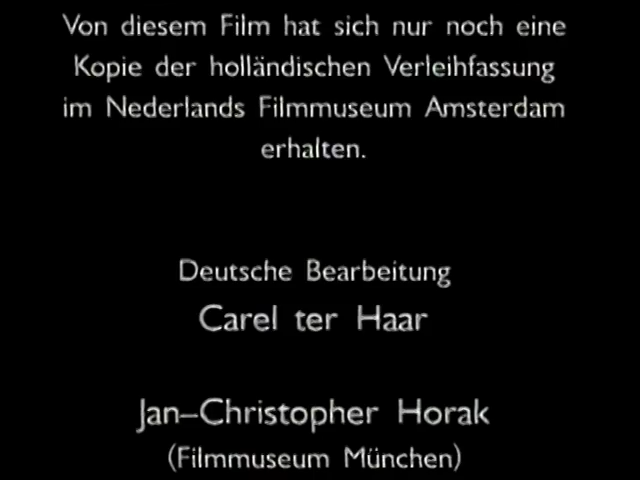 Von diesem Film hat sich nur noch eine
Kopie der holländischen Verleihfassung
im Nederlands Filmmuseum Amsterdam
erhalten.
Deutsche Bearbeitung
Carel ter Haar
Jan–Christopher Horak
(Filmmuseum München)